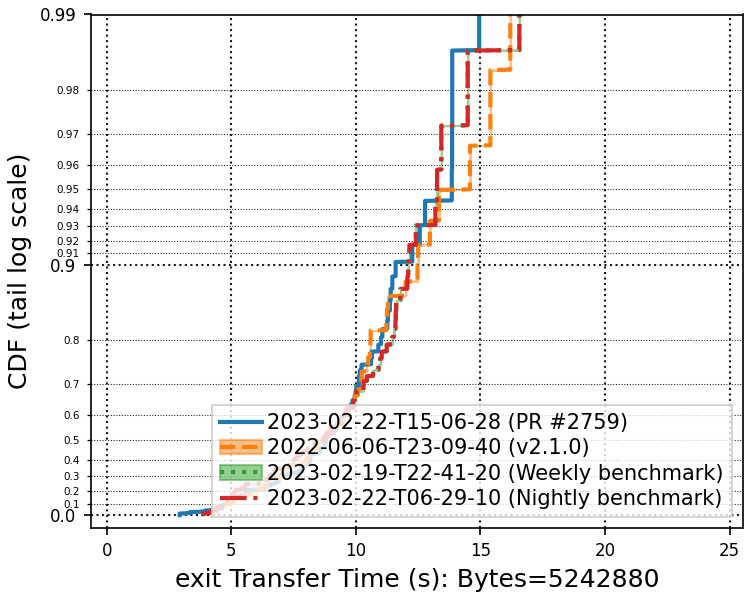 0.99
0.98
0.97
0.96
0.95
0.94
0.93
0.92
0.91
0.9
0.8
0.7
0.6
0.5
0.4
0.3
0.2
0.1
0.0
CDF (tail log scale)
2023-02-22-T15-06-28 (PR #2759)
2022-06-06-T23-09-40 (v2.1.0)
2023-02-19-T22-41-20 (Weekly benchmark)
2023-02-22-T06-29-10 (Nightly benchmark)
0 5 10 15 20 25
exit Transfer Time (s): Bytes=5242880